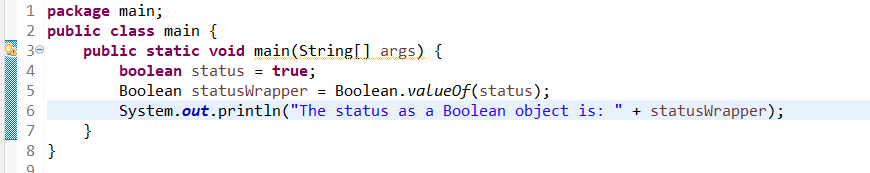 1 package main;
2 public class main {
3 public static void main(String[] args) {
4 boolean status = true;
5 Boolean statusWrapper = Boolean.valueOf(status);
6 System.out.println("The status as a Boolean object is: " + statusWrapper);
7 }
8 }
9